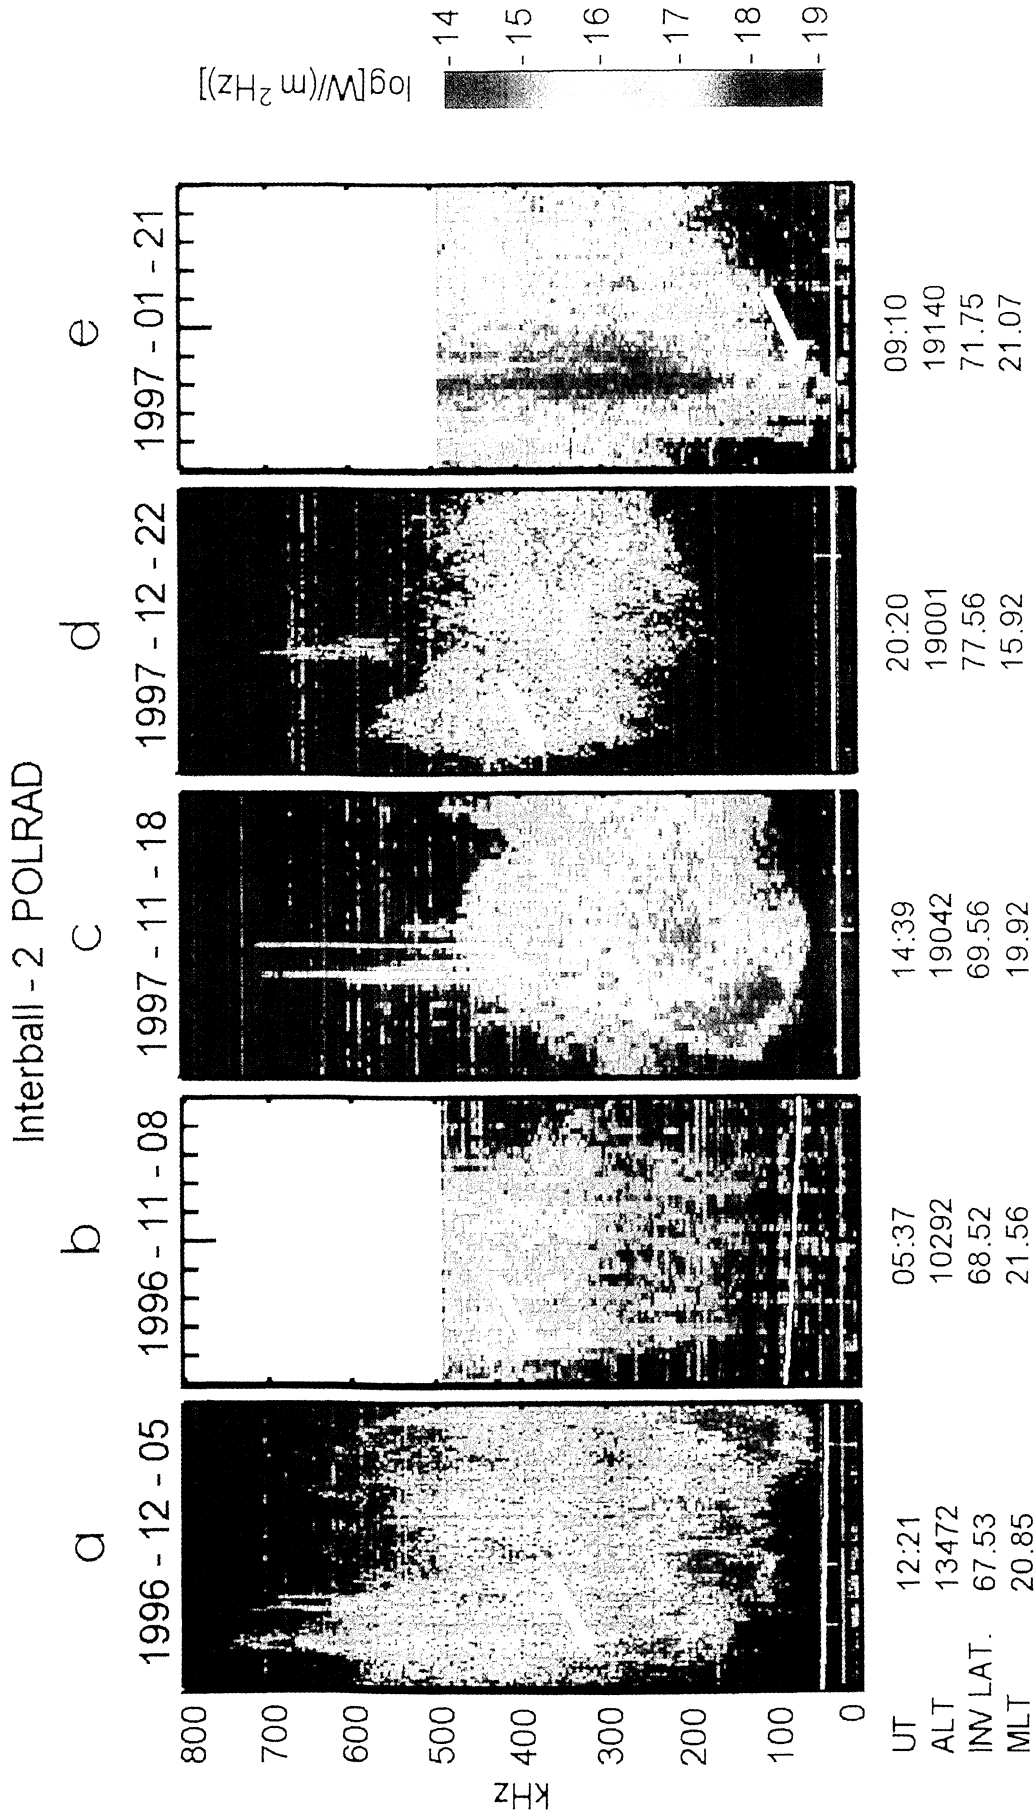 Interball - 2 POLRAD
a b c d e
1996 - 12 - 05 1996 - 11 - 08 1997 - 11 - 18 1997 - 12 - 22 1997 - 01 - 21
log[W/(m²Hz)]
- 14
- 15
- 16
- 17
- 18
- 19
kHz
800
600
500
400
300
200
100
0
UT 12:21 05:37 14:39 20:20 09:10
ALT 13472 10292 19042 19001 19140
INV LAT. 67.53 68.52 69.56 77.56 71.75
MLT 20.85 21.56 19.92 15.92 21.07